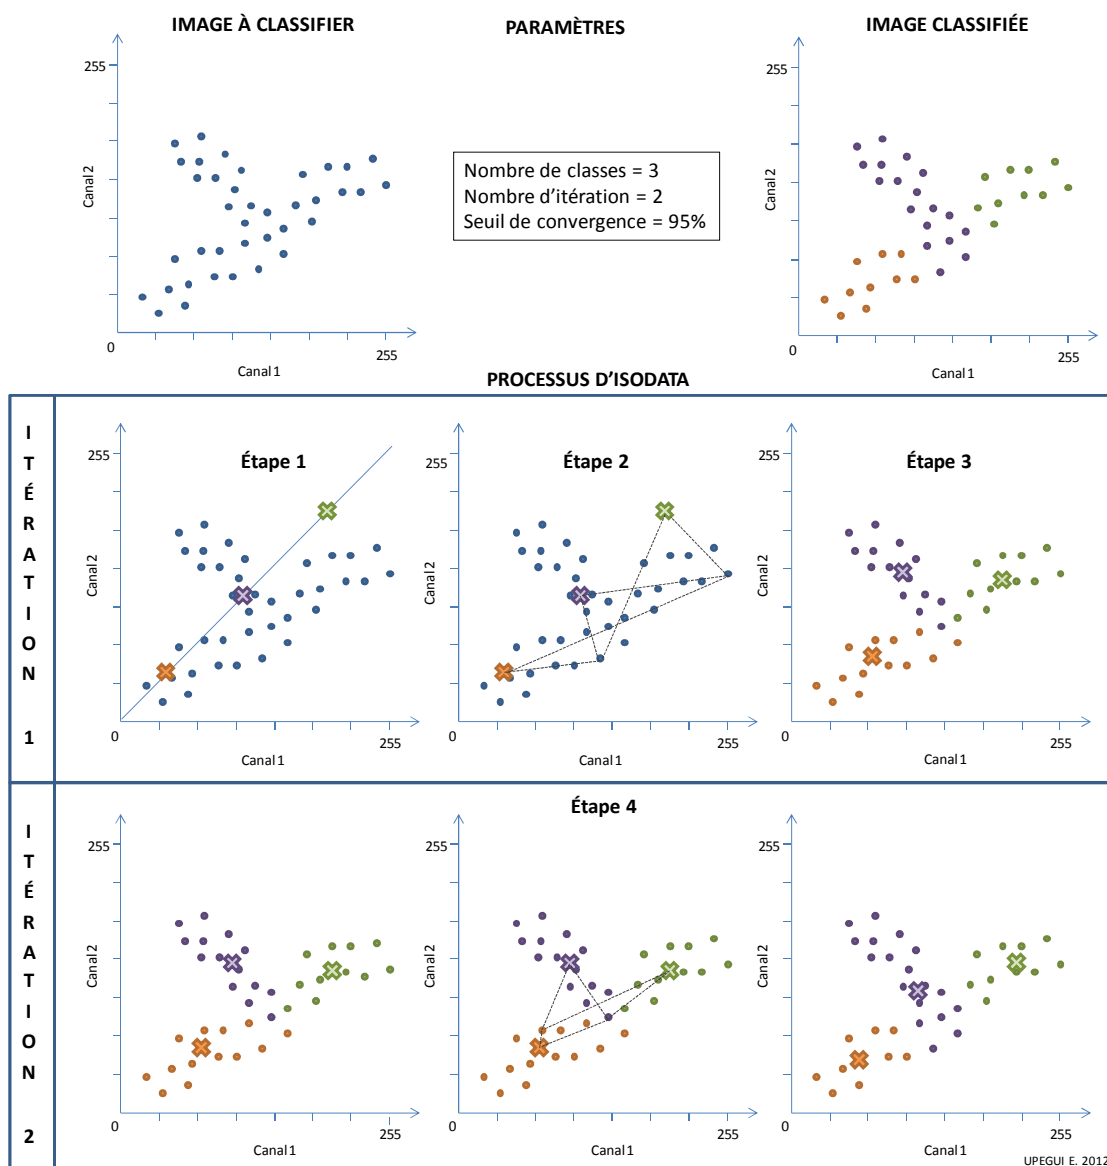 IMAGE À CLASSIFIER
PARAMÈTRES
IMAGE CLASSIFIÉE
255
Canal 2
0
255
Canal 1
Nombre de classes = 3
Nombre d'itération = 2
Seuil de convergence = 95%
255
Canal 2
0
255
Canal 1
PROCESSUS D'ISODATA
ITÉRATION 1
Étape 1
255
Canal 2
0
255
Canal 1
Étape 2
255
Canal 2
0
255
Canal 1
Étape 3
255
Canal 2
0
255
Canal 1
ITÉRATION 2
Étape 4
255
Canal 2
0
255
Canal 1
255
Canal 2
0
255
Canal 1
255
Canal 2
0
255
Canal 1
UPEGUI E, 2012